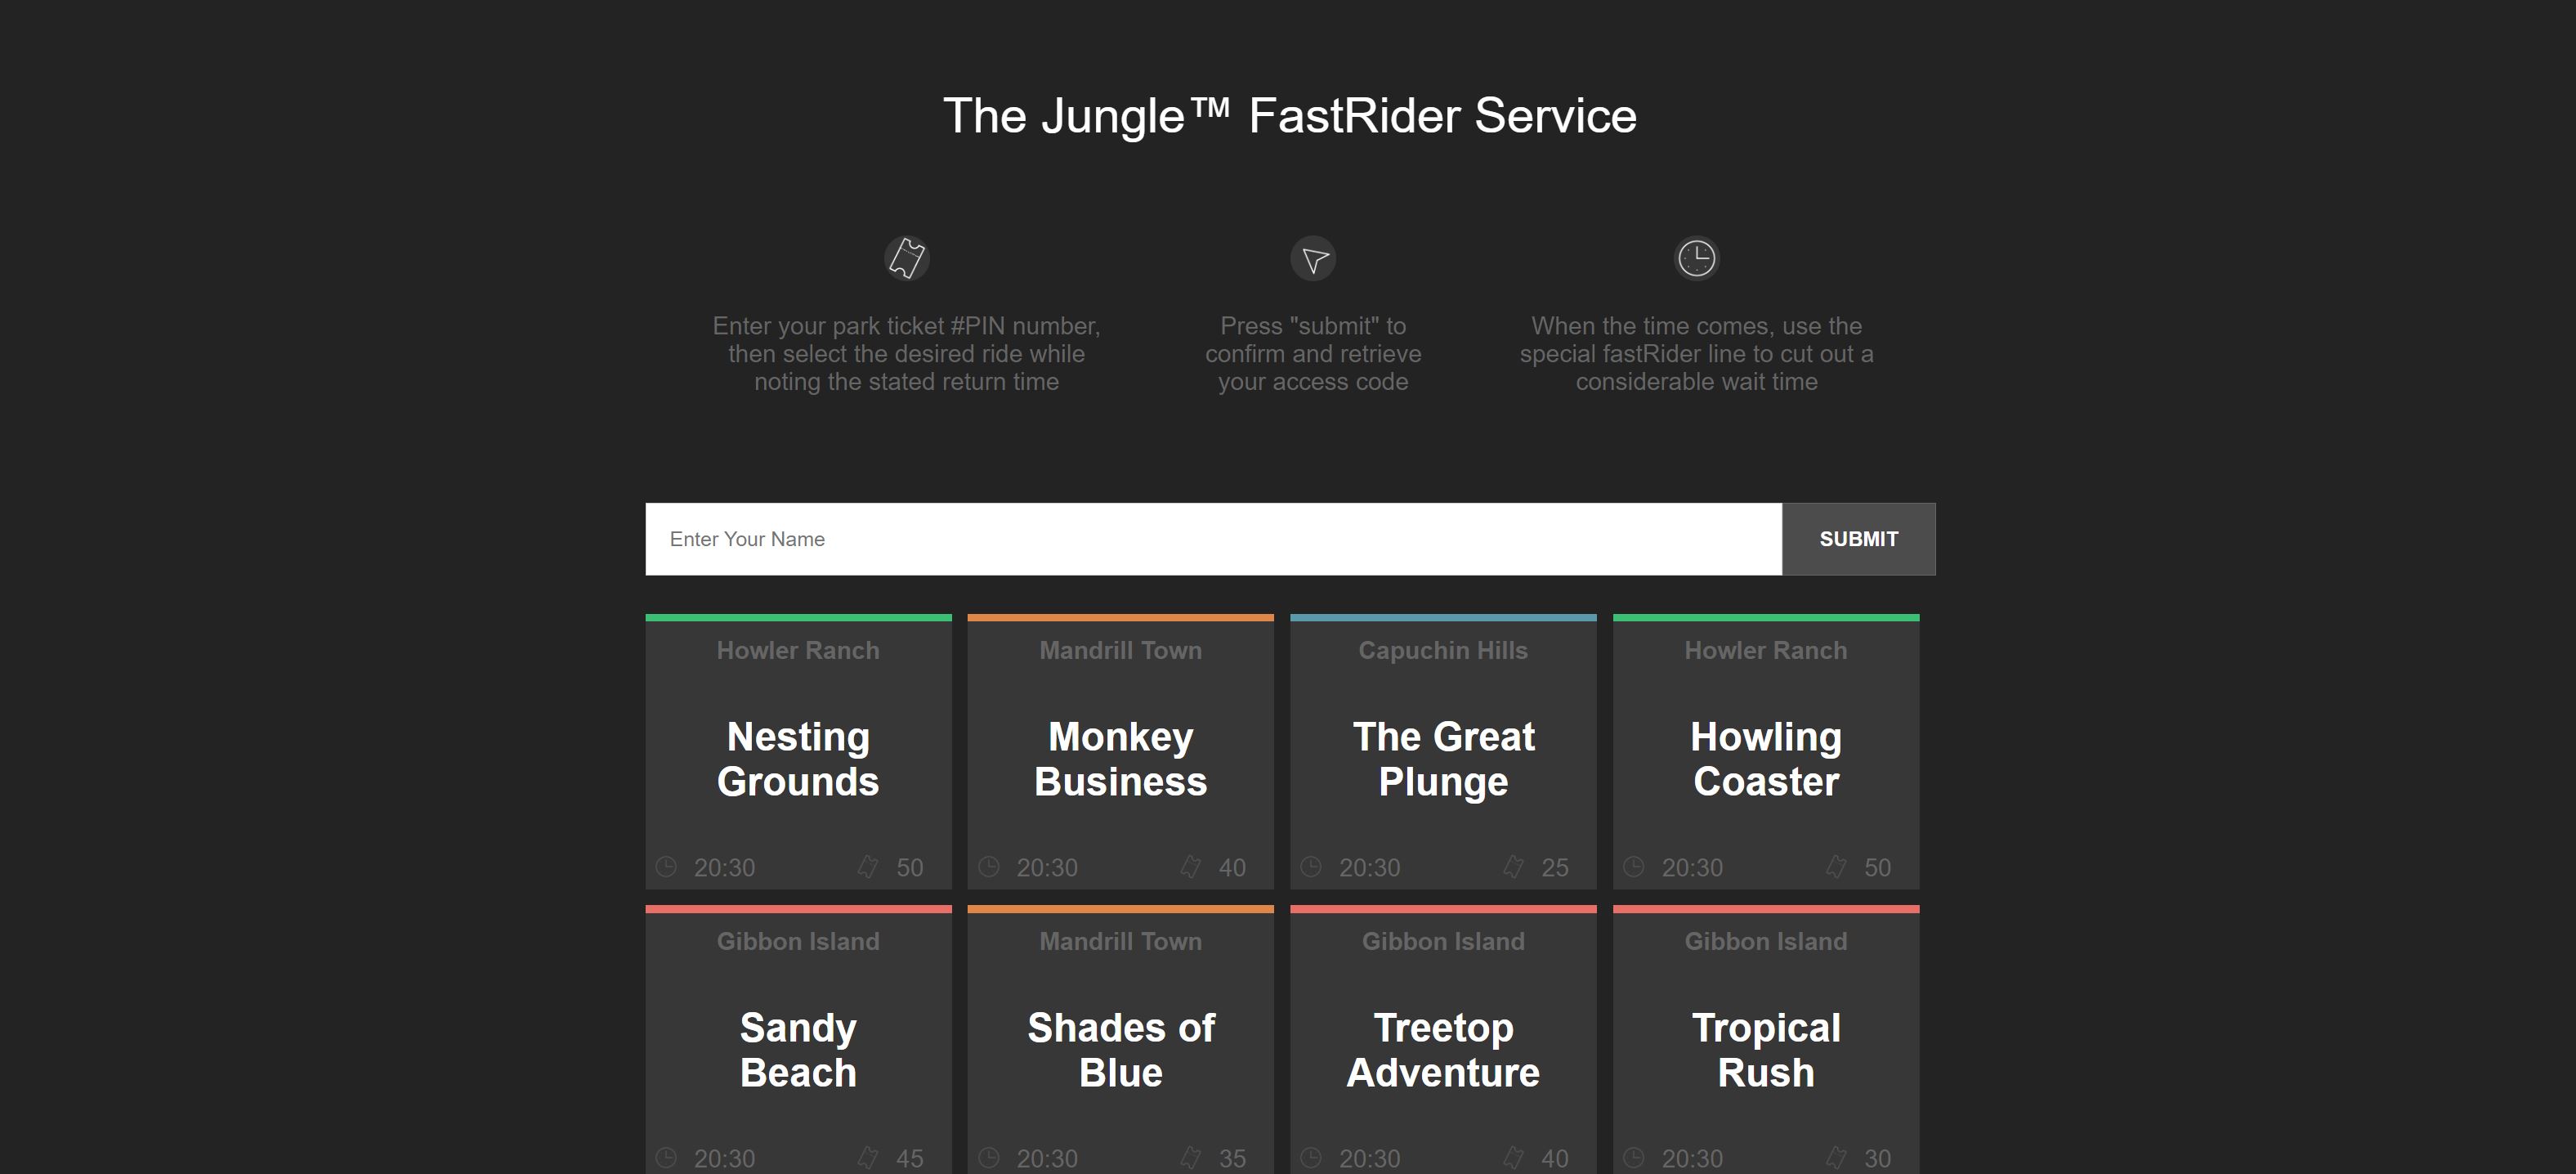 The Jungle™ FastRider Service
Enter your park ticket #PIN number,
then select the desired ride while
noting the stated return time
Press "submit" to
confirm and retrieve
your access code
When the time comes, use the
special fastRider line to cut out a
considerable wait time
Enter Your Name
SUBMIT
Howler Ranch
Nesting
Grounds
20:30 50
Mandrill Town
Monkey
Business
20:30 40
Capuchin Hills
The Great
Plunge
20:30 25
Howler Ranch
Howling
Coaster
20:30 50
Gibbon Island
Sandy
Beach
20:30 45
Mandrill Town
Shades of
Blue
20:30 35
Gibbon Island
Treetop
Adventure
20:30 40
Gibbon Island
Tropical
Rush
20:30 30